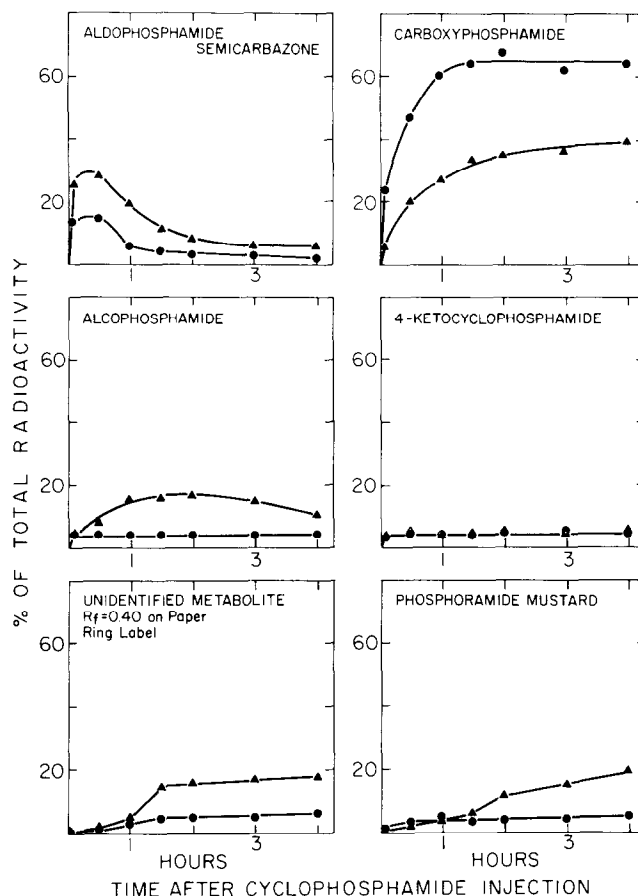 ALDOPHOSPHAMIDE
SEMICARBAZONE
60
20
1
3
CARBOXYPHOSPHAMIDE
60
20
1
3
ALCOPHOSPHAMIDE
60
20
1
3
4-KETOCYCLOPHOSPHAMIDE
60
20
1
3
UNIDENTIFIED METABOLITE
Rf=0.40 on Paper
Ring Label
60
20
1
3
HOURS
PHOSPHORAMIDE MUSTARD
60
20
1
3
HOURS
% OF TOTAL RADIOACTIVITY
TIME AFTER CYCLOPHOSPHAMIDE INJECTION